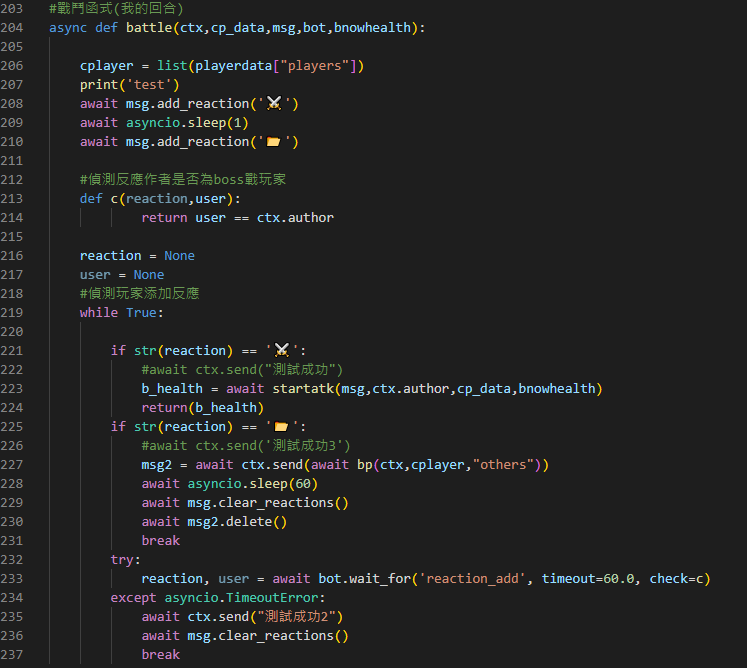 203 #戰鬥函式(我的回合)
204 async def battle(ctx,cp_data,msg,bot,bnowhealth):
205
206 cplayer = list(playerdata["players"])
207 print('test')
208 await msg.add_reaction('⚔️')
209 await asyncio.sleep(1)
210 await msg.add_reaction('📂')
211
212 #偵測反應作者是否為boss戰玩家
213 def c(reaction,user):
214 return user == ctx.author
215
216 reaction = None
217 user = None
218 #偵測玩家添加反應
219 while True:
220
221 if str(reaction) == '⚔️':
222 #await ctx.send("測試成功")
223 b_health = await startatk(msg,ctx.author,cp_data,bnowhealth)
224 return(b_health)
225 if str(reaction) == '📂':
226 #await ctx.send('測試成功3')
227 msg2 = await ctx.send(await bp(ctx,cplayer,"others"))
228 await asyncio.sleep(60)
229 await msg.clear_reactions()
230 await msg2.delete()
231 break
232 try:
233 reaction, user = await bot.wait_for('reaction_add', timeout=60.0, check=c)
234 except asyncio.TimeoutError:
235 await ctx.send("測試成功2")
236 await msg.clear_reactions()
237 break